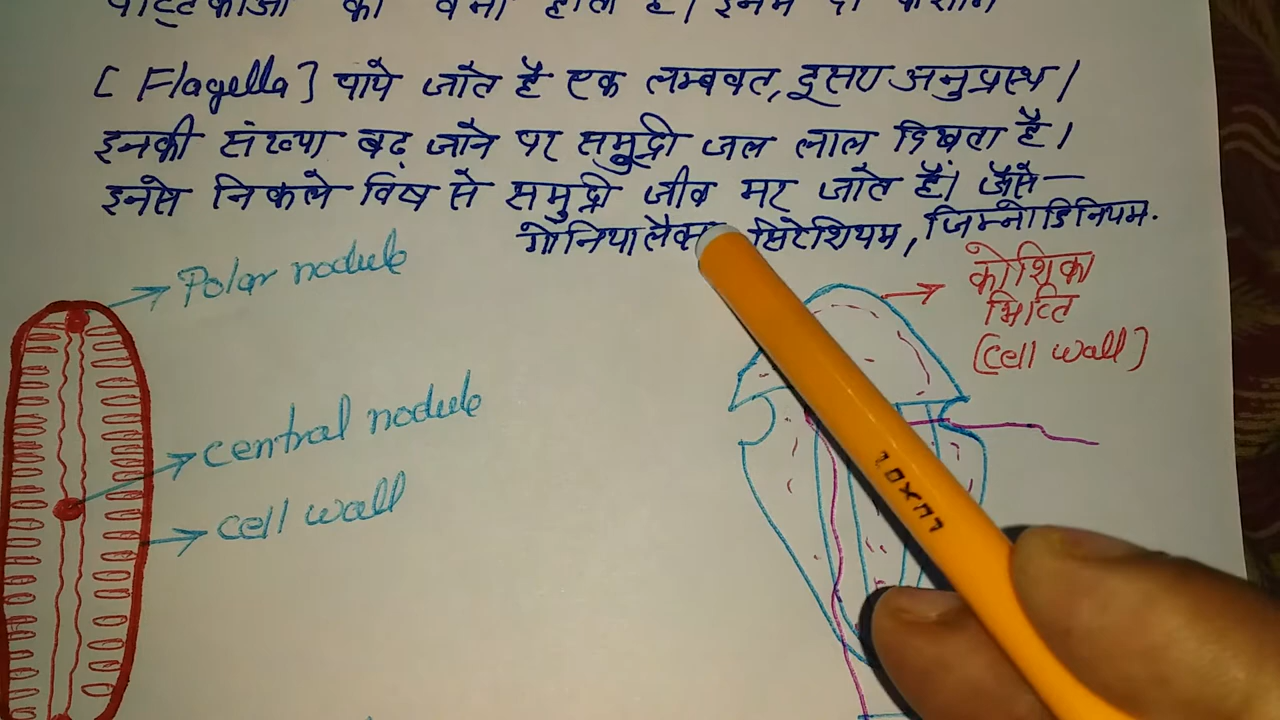 [ Flagella ] पाये जाते है एक लम्बवत, दूसरा अनुप्रस्थ।
इनकी संख्या बढ़ जाने पर समुद्री जल लाल दिखता है।
इनसे निकले विष से समुद्री जीव मर जाते हैं। जैसे—
गोनियालैक्स सिरेशियम, जिम्नोडिनियम.
Polar nodule
कोशिका
भित्ति
(cell wall]
central nodule
cell wall
LUXOR